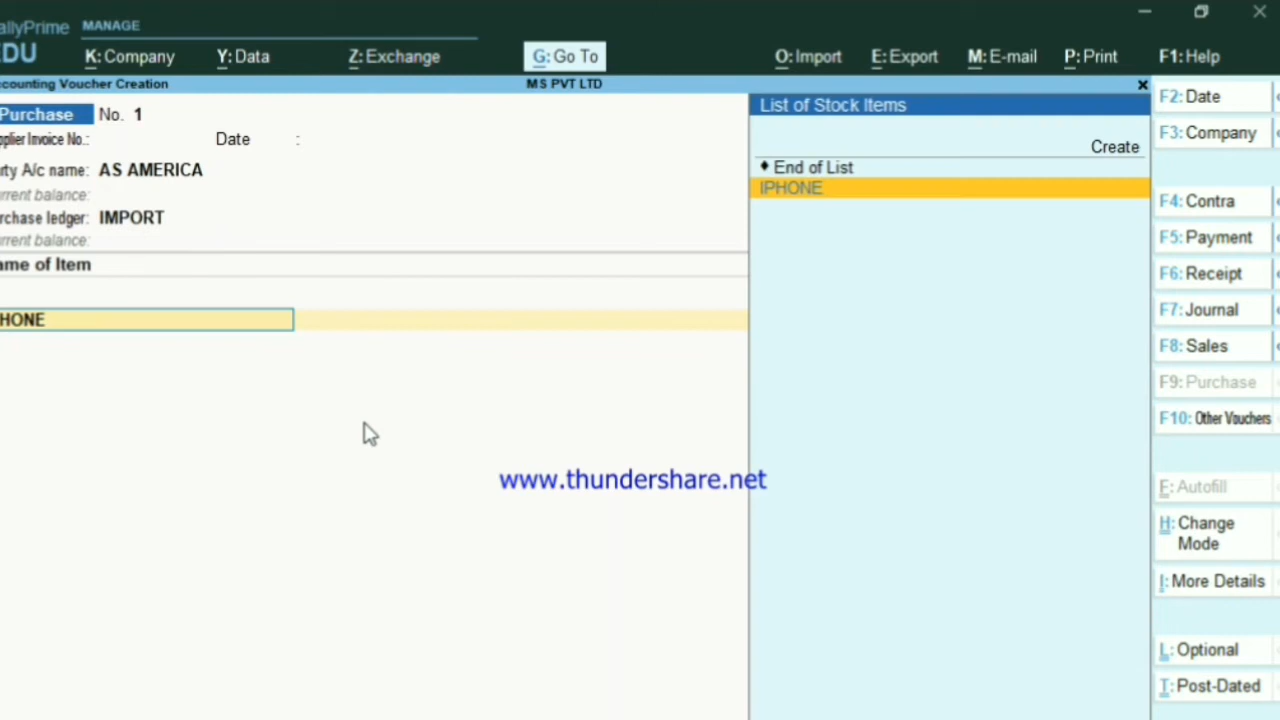 allyPrime MANAGE
EDU K: Company Y: Data Z: Exchange G: Go To O: Import E: Export M: E-mail P: Print F1: Help
ccounting Voucher Creation MS PVT LTD
Purchase No. 1
pplier Invoice No.: Date :
rty A/c name: AS AMERICA
rrent balance:
rchase ledger: IMPORT
rrent balance:
ame of Item
HONE
List of Stock Items
Create
♦ End of List
IPHONE
www.thundershare.net
F2: Date
F3: Company
F4: Contra
F5: Payment
F6: Receipt
F7: Journal
F8: Sales
F9: Purchase
F10: Other Vouchers
F: Autofill
H: Change
Mode
I: More Details
L: Optional
T: Post-Dated